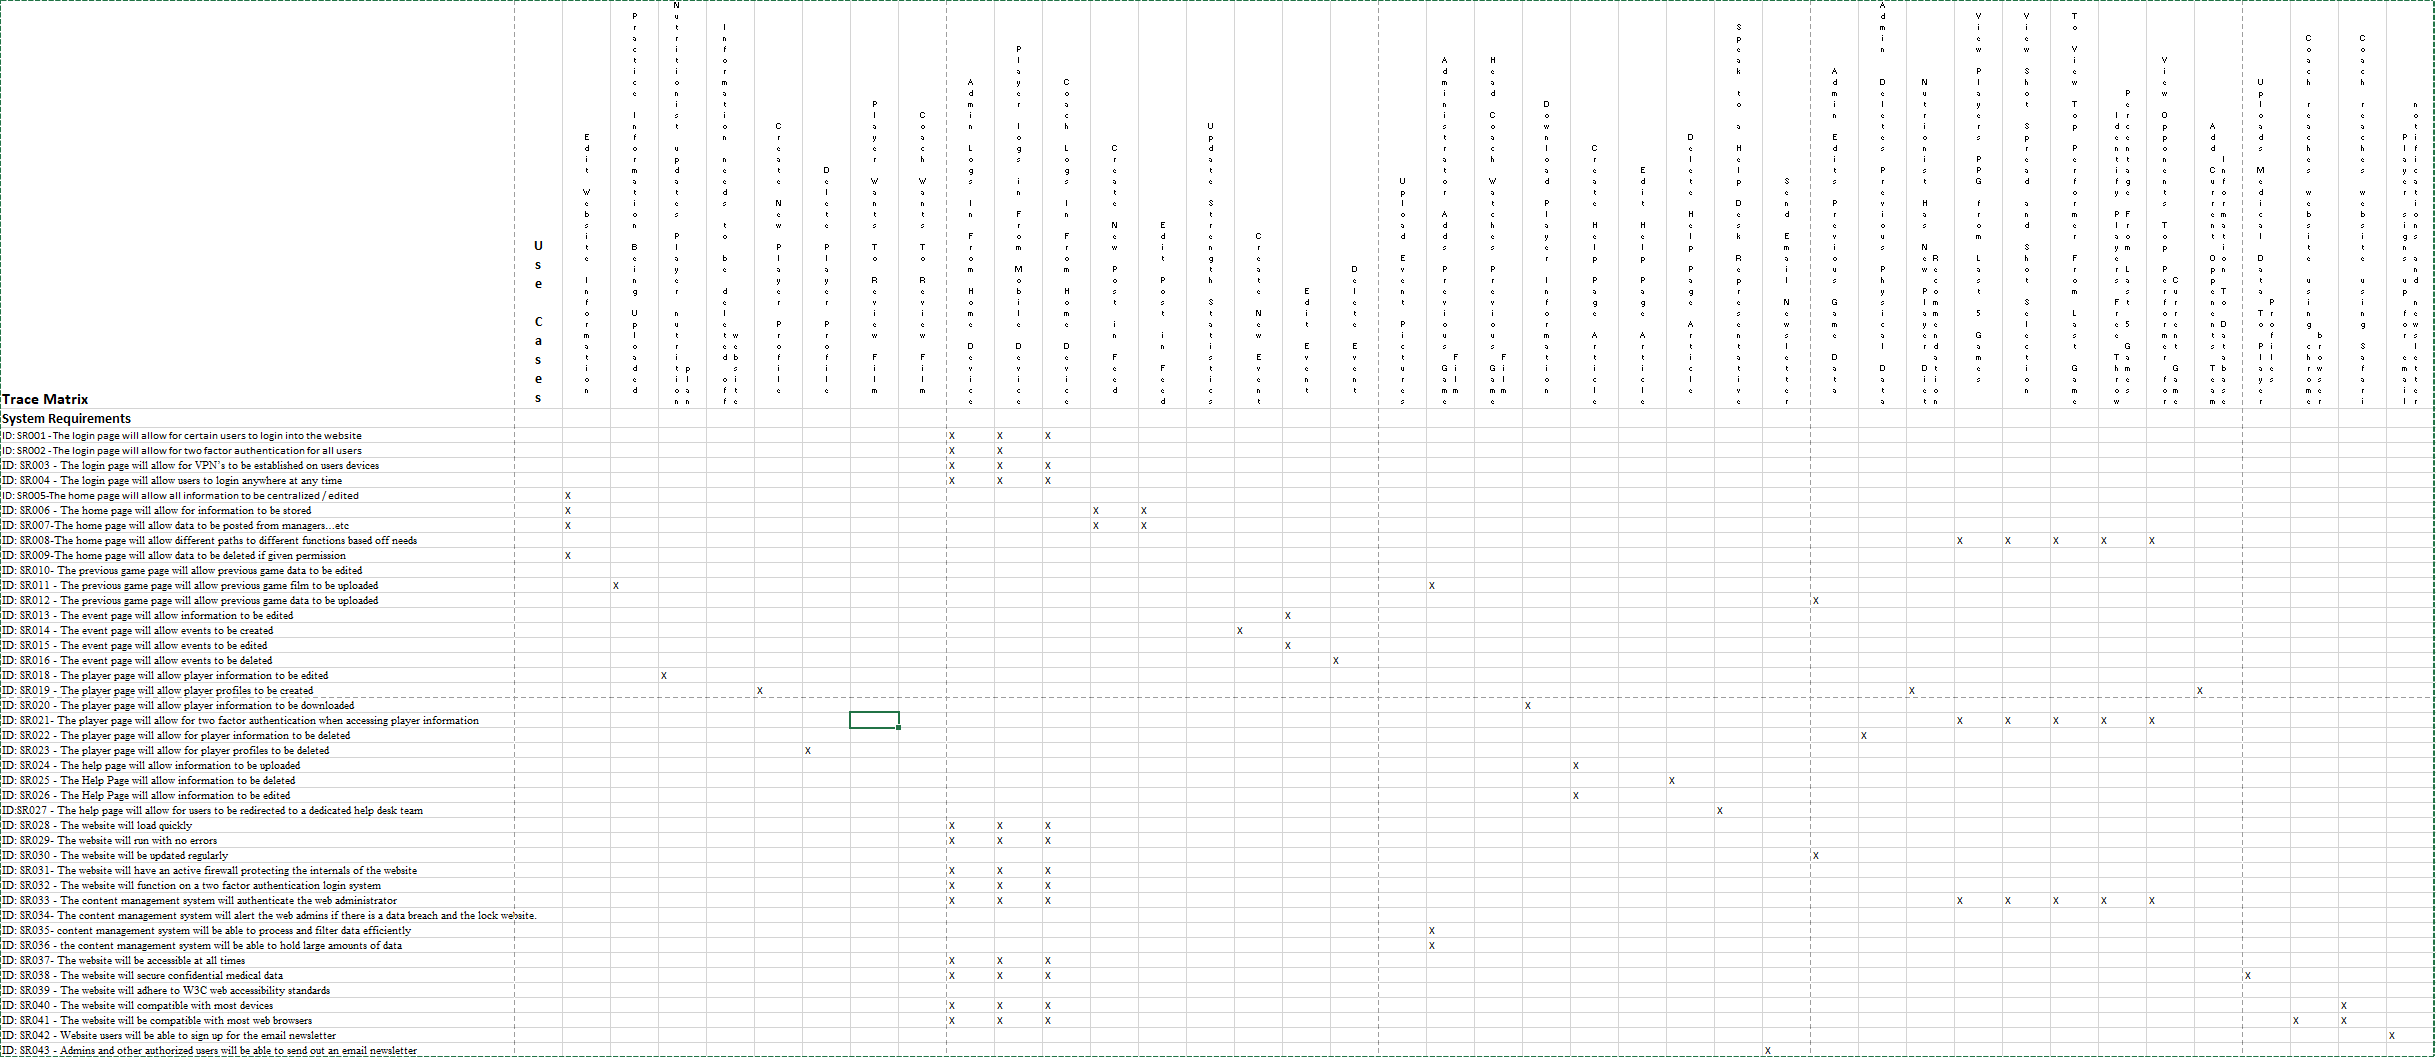 Trace Matrix
Use Cases
Edit Website Information
Practice Information Being Uploaded
Nutritionist updates Player nutrition plan
Information needs to be deleted off website
Create New Player Profile
Delete Player Profile
Player Wants To Review Film
Coach Wants TO Review Film
Admin Logs In From Home Device
Player logs in From Mobile Device
Coach Logs In From Home Device
Create New Post in Feed
Edit Post in Feed
Update Strength Statistics
Create New Event
Edit Event
Delete Event
Upload Event Pictures
Administrator Adds Previous Game Film
Head Coach Watches Previous Game Film
Download Player Information
Create Help Page Article
Edit Help Page Article
Delete Help Page Article
Speak to a Help Desk Representative
Send Email Newsletter
Admin Edits Previous Game Data
Admin Deletes Previous Physical Data
Nutritionist Has New Player Diet Recommendation
View Players PPG from Last 5 Games
View Shot Spread and Shot Selection
To View Top Performer From Last Game
Identify Players Free Throw Percentage From Last 5 Games
View Opponents Top Performer for Current Game
Add Current Opponents Team Information To Database
Upload Medical Data To Player Profiles
Coach reaches website using chrome browser
Coach reaches website using Safari
Player signs up for email notifications and newsletter
System Requirements
ID: SR001 - The login page will allow for certain users to login into the website X X X
ID: SR002 - The login page will allow for two factor authentication for all users X X
ID: SR003 - The login page will allow for VPN's to be established on users devices X X X
ID: SR004 - The login page will allow users to login anywhere at any time X X X
ID: SR005-The home page will allow all information to be centralized / edited X
ID: SR006 - The home page will allow for information to be stored X X X
ID: SR007-The home page will allow data to be posted from managers...etc X X X
ID: SR008-The home page will allow different paths to different functions based off needs X X X X X
ID: SR009-The home page will allow data to be deleted if given permission X
ID: SR010- The previous game page will allow previous game data to be edited
ID: SR011 - The previous game page will allow previous game film to be uploaded X X
ID: SR012 - The previous game page will allow previous game data to be uploaded X
ID: SR013 - The event page will allow information to be edited X
ID: SR014 - The event page will allow events to be created X
ID: SR015 - The event page will allow events to be edited X
ID: SR016 - The event page will allow events to be deleted X
ID: SR018 - The player page will allow player information to be edited X
ID: SR019 - The player page will allow player profiles to be created X X X
ID: SR020 - The player page will allow player information to be downloaded X
ID: SR021- The player page will allow for two factor authentication when accessing player information X X X X X
ID: SR022 - The player page will allow for player information to be deleted X
ID: SR023 - The player page will allow for player profiles to be deleted X
ID: SR024 - The help page will allow information to be uploaded X
ID: SR025 - The Help Page will allow information to be deleted X
ID: SR026 - The Help Page will allow information to be edited X
ID:SR027 - The help page will allow for users to be redirected to a dedicated help desk team X
ID: SR028 - The website will load quickly X X X
ID: SR029- The website will run with no errors X X X
ID: SR030 - The website will be updated regularly X
ID: SR031- The website will have an active firewall protecting the internals of the website X X X
ID: SR032 - The website will function on a two factor authentication login system X X X
ID: SR033 - The content management system will authenticate the web administrator X X X X X X X X
ID: SR034- The content management system will alert the web admins if there is a data breach and the lock website.
ID: SR035- content management system will be able to process and filter data efficiently X
ID: SR036 - the content management system will be able to hold large amounts of data X
ID: SR037- The website will be accessible at all times X X X
ID: SR038 - The website will secure confidential medical data X X X X
ID: SR039 - The website will adhere to W3C web accessibility standards
ID: SR040 - The website will compatible with most devices X X X X
ID: SR041 - The website will be compatible with most web browsers X X X X X
ID: SR042 - Website users will be able to sign up for the email newsletter X
ID: SR043 - Admins and other authorized users will be able to send out an email newsletter X